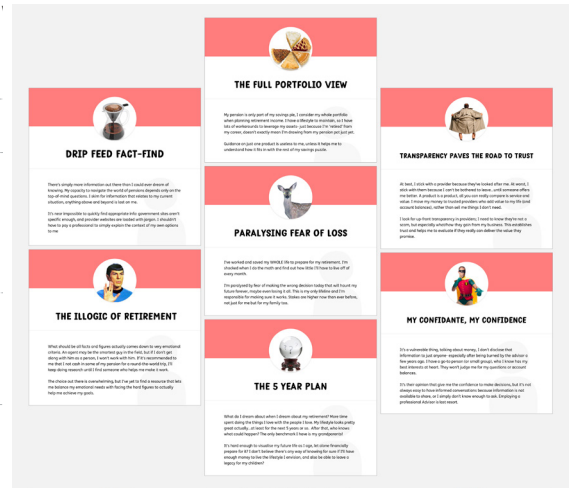 DRIP FEED FACT-FIND
There's simply more information out there than I could ever dream of
knowing. My capacity to navigate the world of pensions depends only on the
top-of-mind questions. I skim for information that relates to my current
situation, anything above and beyond is lost on me.
It's near impossible to quickly find appropriate info: government sites aren't
specific enough, and provider websites are loaded with jargon. I shouldn't
have to pay a professional to simply explain the context of my own options
to me
THE ILLOGIC OF RETIREMENT
What should be all facts and figures actually comes down to very emotional
criteria. An agent may be the smartest guy in the field, but if I don't get
along with him as a person, I won't work with him. If it's recommended to
me that I not cash in some of my pension for a round-the-world trip, I'll
keep doing research until I find someone who helps me make it work.
The choice out there is overwhelming, but I've yet to find a resource that lets
me balance my emotional needs with facing the hard figures to actually
help me achieve my goals.
THE FULL PORTFOLIO VIEW
My pension is only part of my savings pie, I consider my whole portfolio
when planning retirement income. I have a lifestyle to maintain, so I have
lots of workarounds to leverage my assets - just because I'm 'retired' from
my career, doesn't exactly mean I'm drawing from my pension pot just yet.
Guidance on just one product is useless to me, unless it helps me to
understand how it fits in with the rest of my savings puzzle.
PARALYSING FEAR OF LOSS
I've worked and saved my WHOLE life to prepare for my retirement. I'm
shocked when I do the math and find out how little I'll have to live off of
every month.
I'm paralysed by fear of making the wrong decision today that will haunt my
future forever, maybe even losing it all. This is my only lifeline and I'm
responsible for making sure it works. Stakes are higher now than ever before,
not just for me but for my family too.
THE 5 YEAR PLAN
What do I dream about when I dream about my retirement? More time
spent doing the things I love with the people I love. My lifestyle looks pretty
good actually...at least for the next 5 years or so. After that, who knows
what could happen? The only benchmark I have is my grandparents!
It's hard enough to visualise my future life as I age, let alone financially
prepare for it! I don't believe there's any way of knowing for sure if I'll have
enough money to live the lifestyle I envision, and also be able to leave a
legacy for my children?
TRANSPARENCY PAVES THE ROAD TO TRUST
At best, I stick with a provider because they've looked after me. At worst, I
stick with them because I can't be bothered to leave ...until someone offers
me better. A product is a product, all you can really compare is service and
value. I move my money to trusted providers who add value to my life (and
account balances), rather than sell me things I don't need.
I look for up front transparency in providers; I need to know they're not a
scam, but especially what/how they gain from my business. This establishes
trust and helps me to evaluate if they really can deliver the value they
promise.
MY CONFIDANTE, MY CONFIDENCE
It's a vulnerable thing, talking about money. I don't disclose that
information to just anyone - especially after being burned by the advisor a
few years ago. I have a go-to person (or small group), who I know has my
best interests at heart. They won't judge me for my questions or account
balances.
It's their opinion that give me the confidence to make decisions, but it's not
always easy to have informed conversations because information is not
available to share, or I simply don't know enough to ask. Employing a
professional Advisor is last resort.